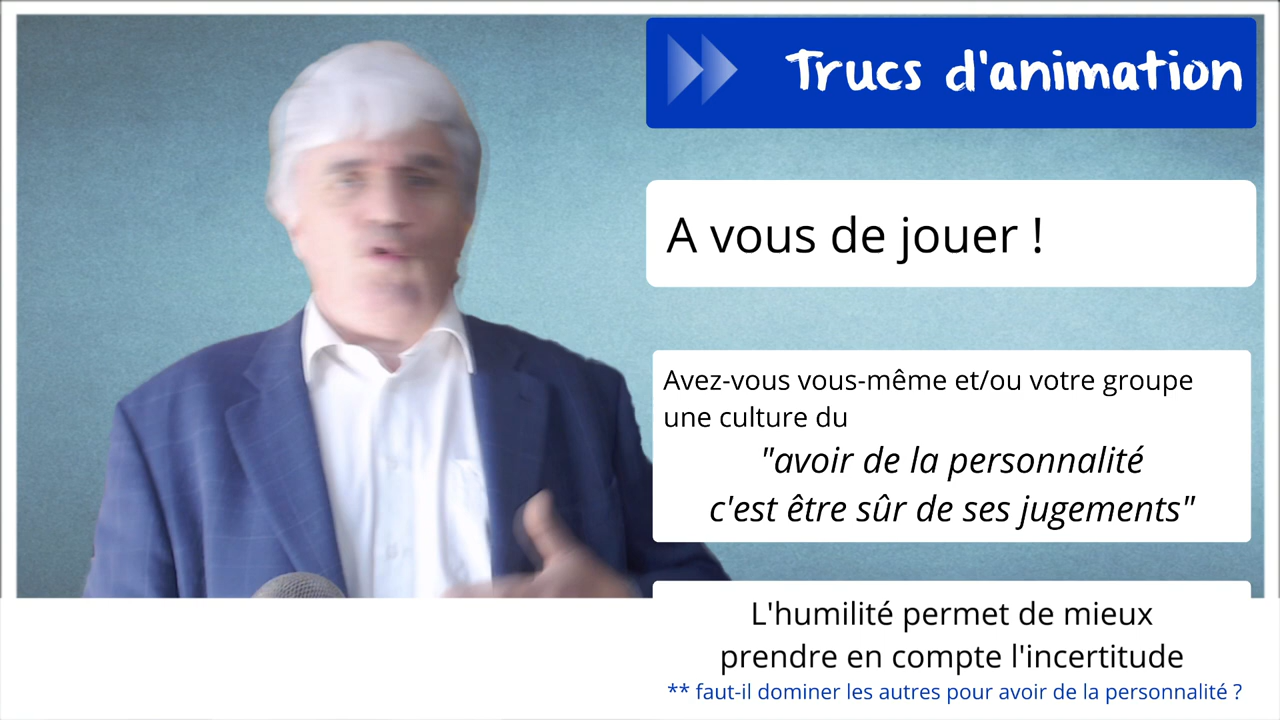 Trucs d'animation
A vous de jouer !
Avez-vous vous-même et/ou votre groupe
une culture du
"avoir de la personnalité
c'est être sûr de ses jugements"
L'humilité permet de mieux
prendre en compte l'incertitude
** faut-il dominer les autres pour avoir de la personnalité ?